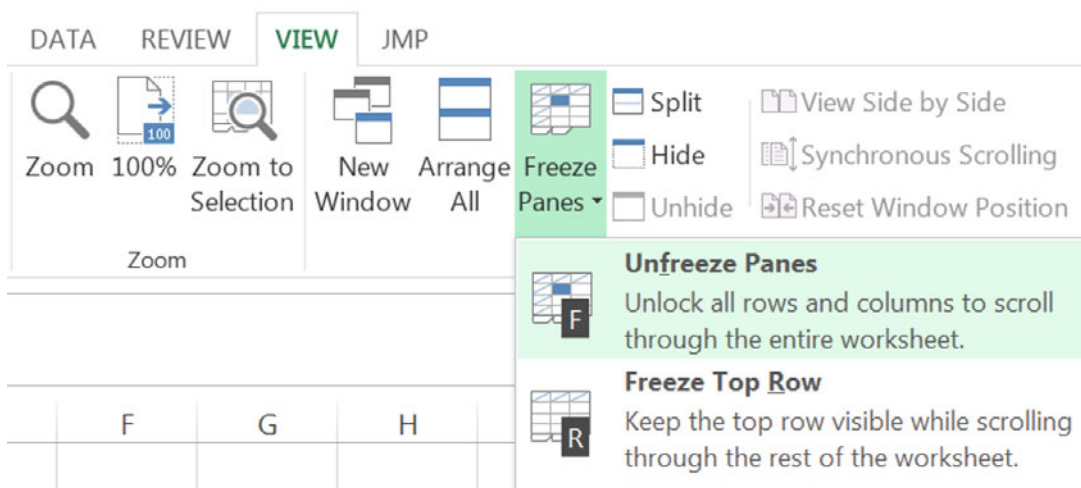 DATA REVIEW VIEW JMP
100
Zoom 100% Zoom to Selection New Window Arrange All Freeze Panes
Split
Hide
Unhide
View Side by Side
Synchronous Scrolling
Reset Window Position
Zoom
Unfreeze Panes
Unlock all rows and columns to scroll
through the entire worksheet.
F
Freeze Top Row
Keep the top row visible while scrolling
through the rest of the worksheet.
R
F G H